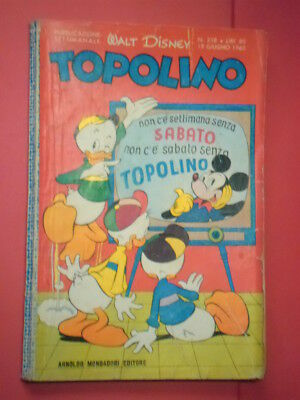 PUBBLICAZIONE
SETTIMANALE
WALT DISNEY
TOPOLINO
non c'è settimana senza
SABATO
non c'è sabato senza
TOPOLINO
ARNOLDO MONDADORI EDITORE